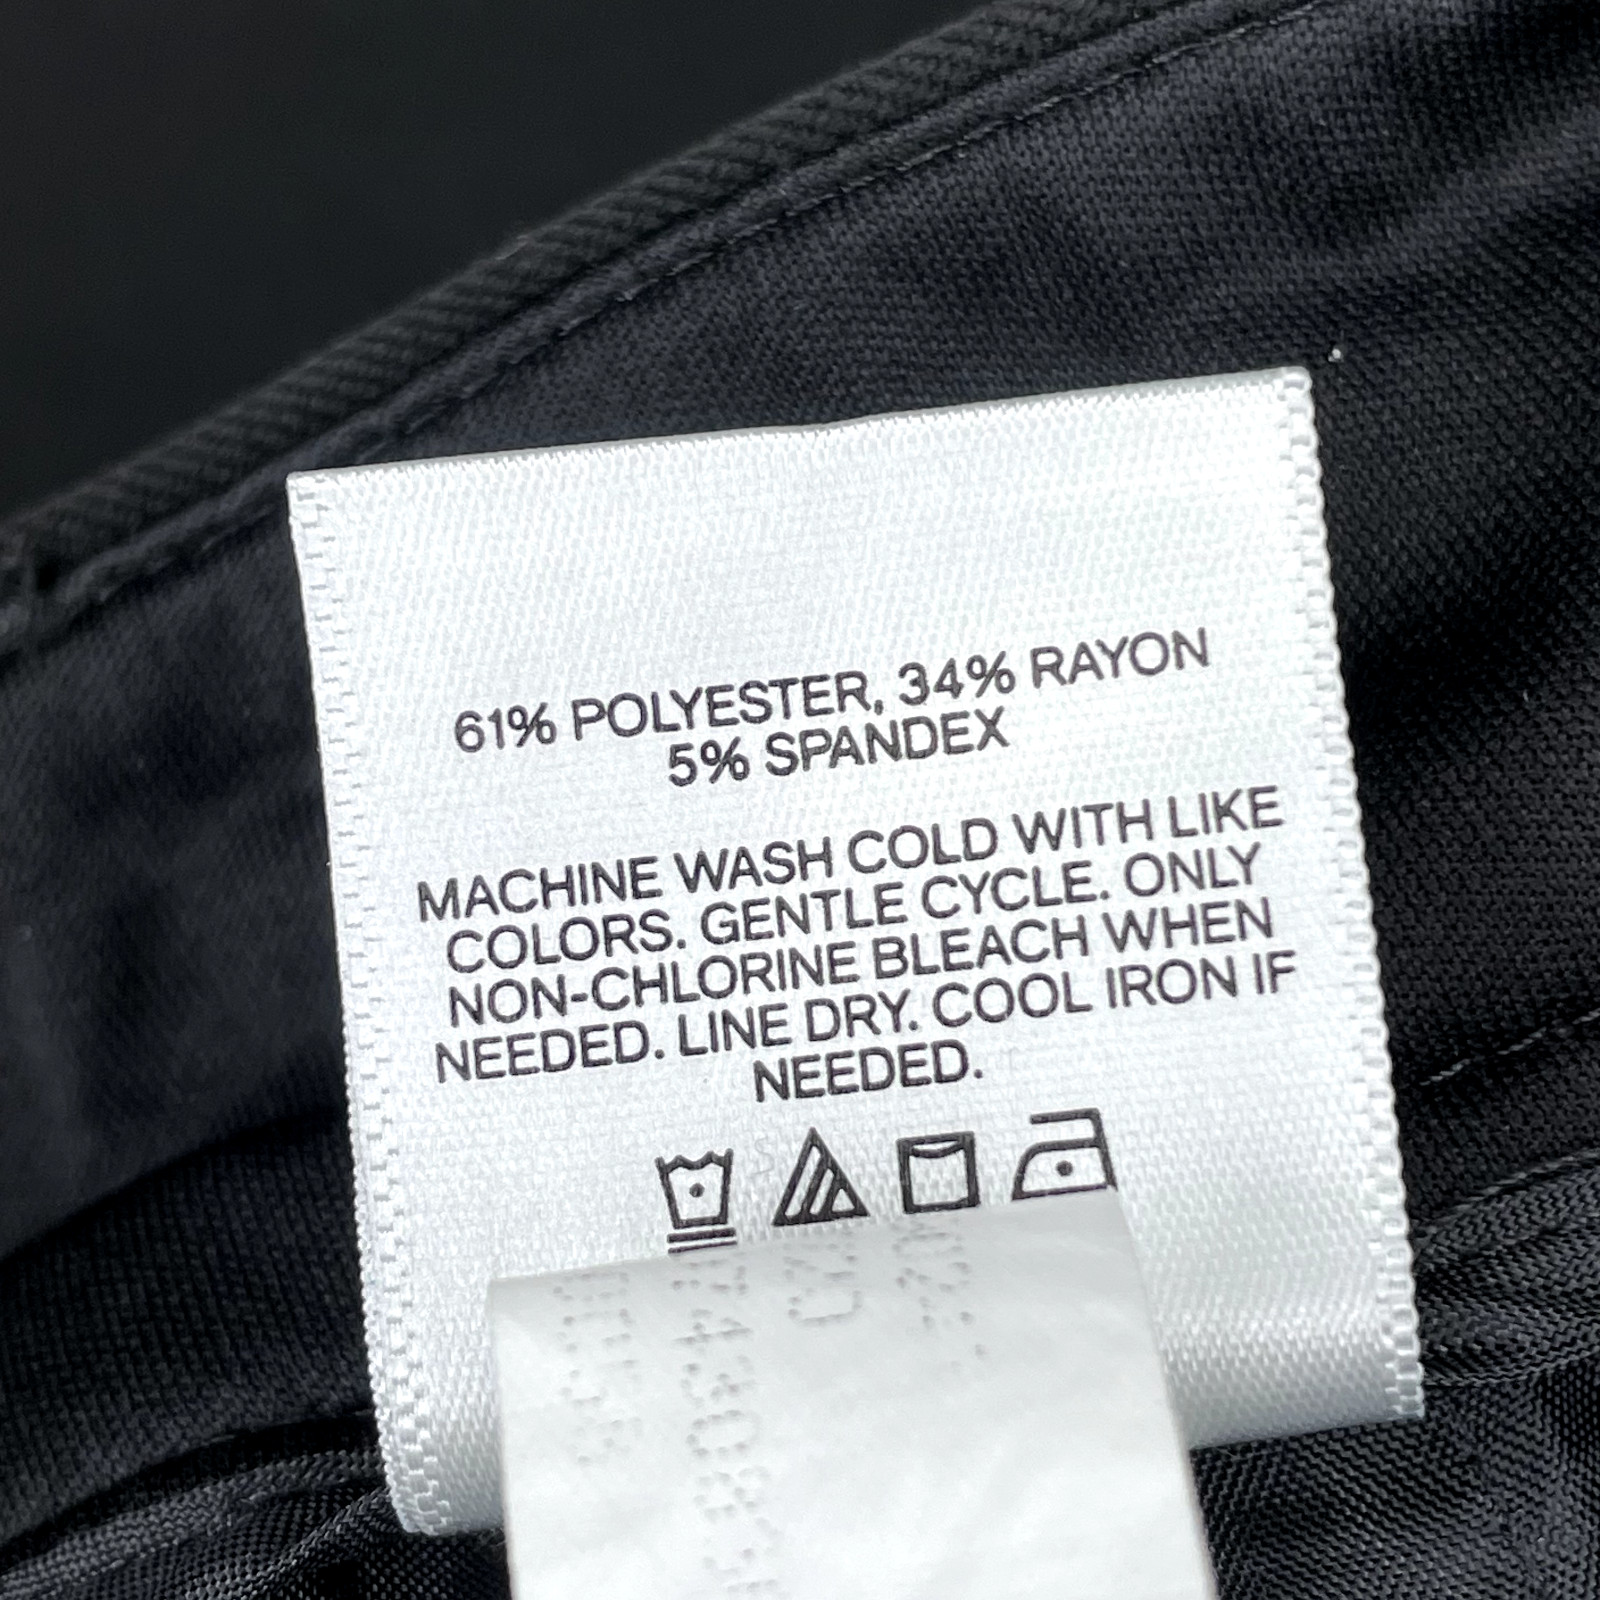 61% POLYESTER, 34% RAYON
5% SPANDEX
MACHINE WASH COLD WITH LIKE
COLORS. GENTLE CYCLE. ONLY
NON-CHLORINE BLEACH WHEN
NEEDED. LINE DRY. COOL IRON IF
NEEDED.